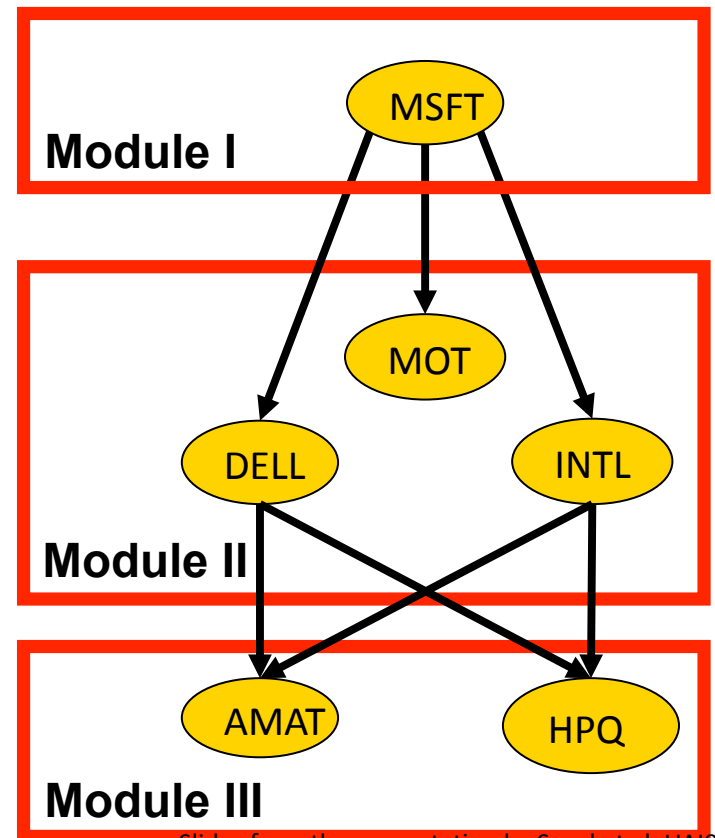 MSFT
Module I
MOT
DELL
INTL
Module II
AMAT
HPQ
Module III